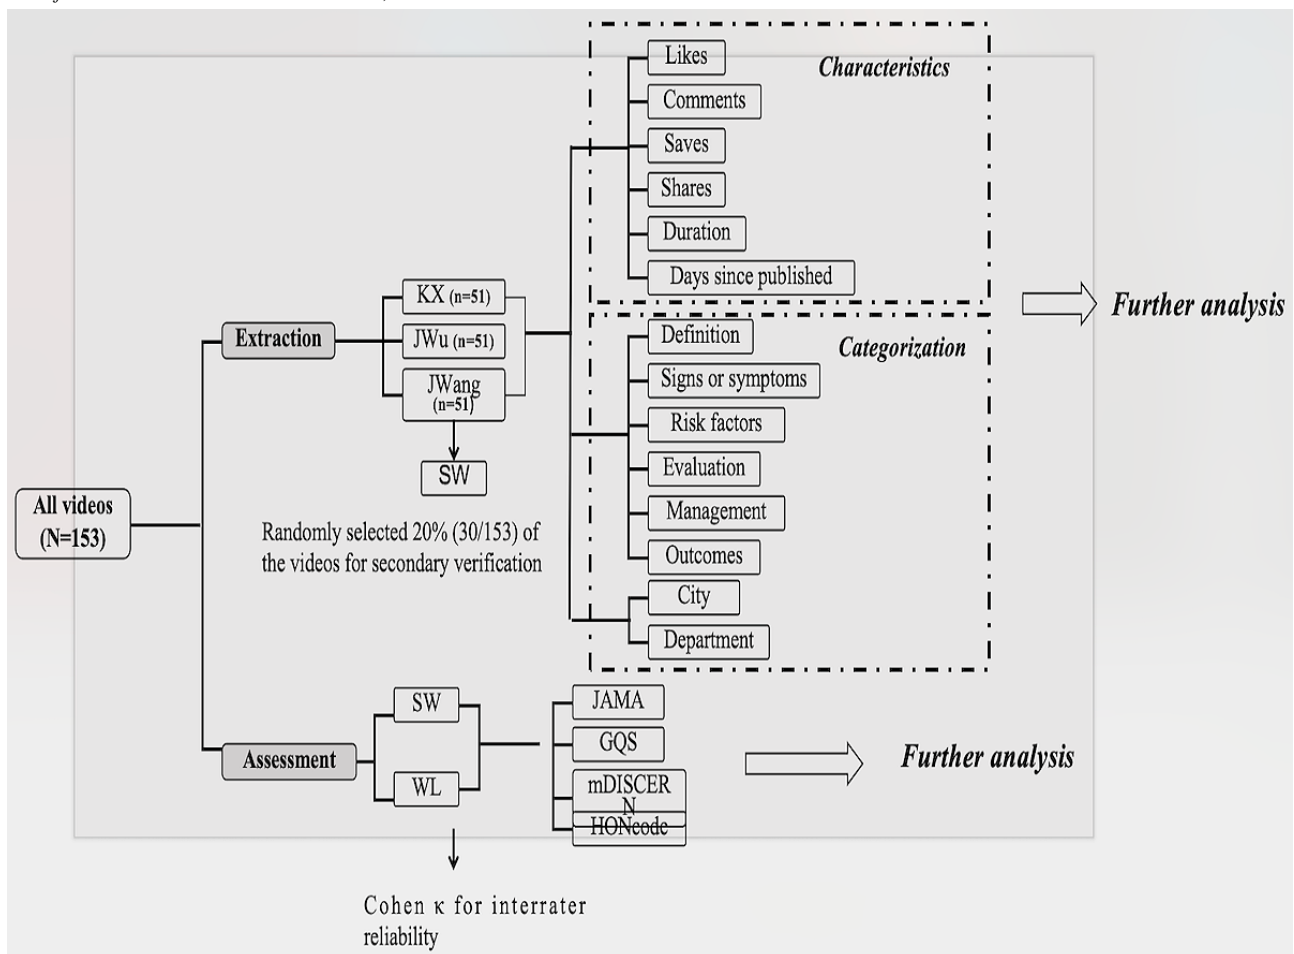 Likes
Characteristics
Comments
Saves
Shares
Duration
Days since published
Further analysis
KX (n=51)
Extraction
JWu (n=51)
JWang
(n=51)
SW
Definition
Categorization
Signs or symptoms
Risk factors
Evaluation
Management
Outcomes
City
Department
All videos
(N=153)
Randomly selected 20% (30/153) of
the videos for secondary verification
SW
Assessment
WL
JAMA
GQS
mDISCER
N
HONcode
Further analysis
Cohen κ for interrater
reliability